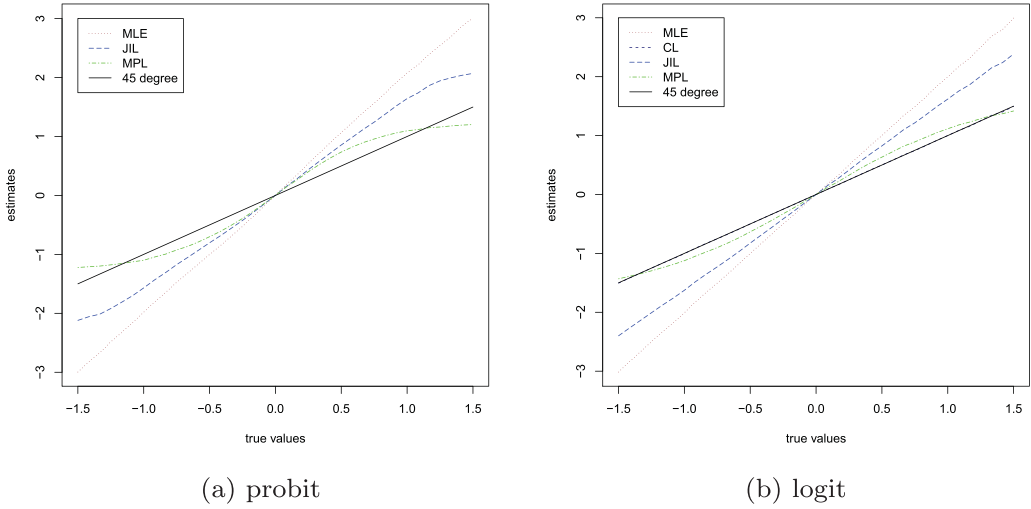 MLE
JIL
MPL
45 degree
3
2
1
0
−1
−2
−3
estimates
−1.5
−1.0
−0.5
0.0
0.5
1.0
1.5
true values
(a) probit
MLE
CL
JIL
MPL
45 degree
3
2
1
0
−1
−2
−3
estimates
−1.5
−1.0
−0.5
0.0
0.5
1.0
1.5
true values
(b) logit